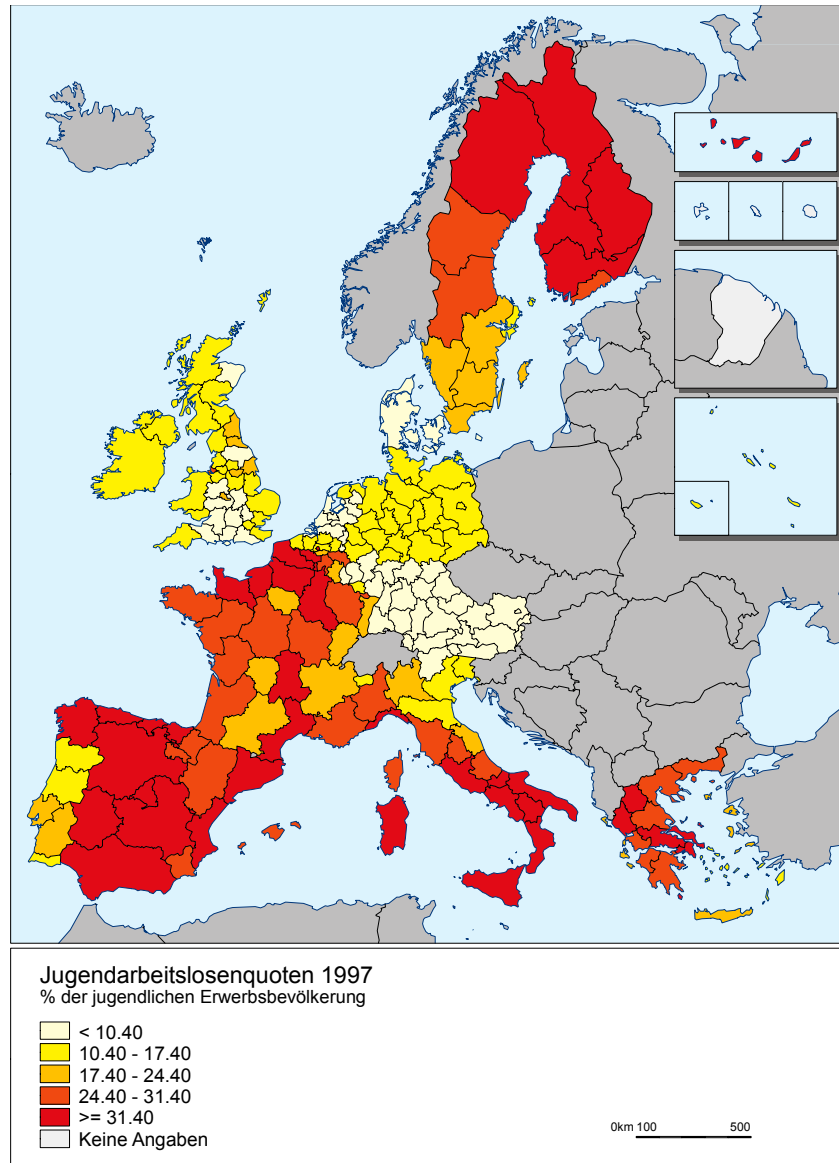 Jugendarbeitslosenquoten 1997
% der jugendlichen Erwerbsbevölkerung
< 10.40
10.40 - 17.40
17.40 - 24.40
24.40 - 31.40
>= 31.40
Keine Angaben
0km 100 500